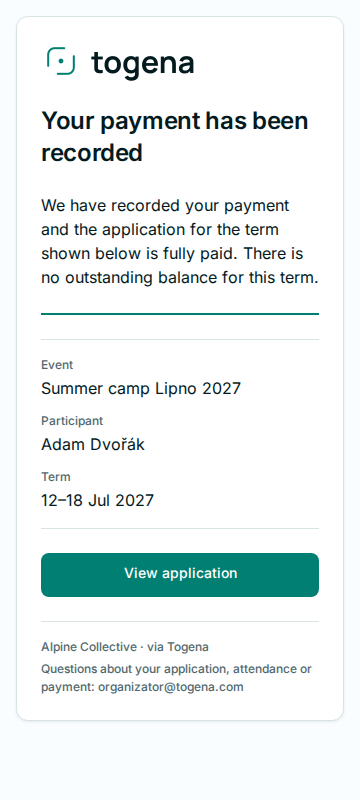 togena
Your payment has been
recorded
We have recorded your payment
and the application for the term
shown below is fully paid. There is
no outstanding balance for this term.
Event
Summer camp Lipno 2027
Participant
Adam Dvořák
Term
12–18 Jul 2027
View application
Alpine Collective · via Togena
Questions about your application, attendance or
payment: organizator@togena.com